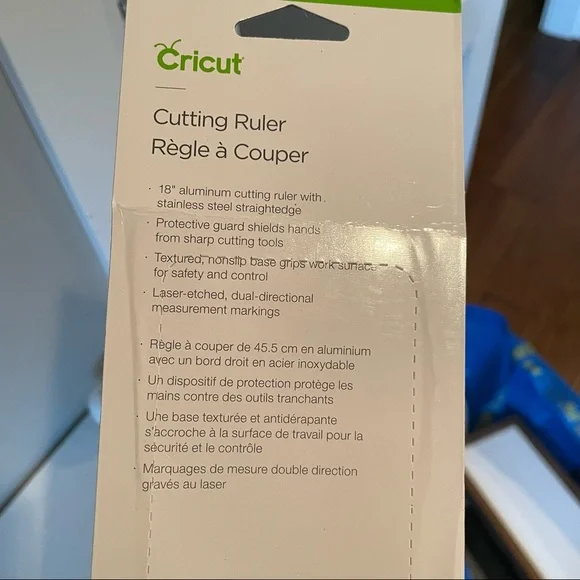 Cricut
Cutting Ruler
Règle à Couper
· 18" aluminum cutting ruler with
stainless steel straightedge
· Protective guard shields hands
from sharp cutting tools
· Textured, nonslip base grips work surface
for safety and control
· Laser-etched, dual-directional
measurement markings
· Règle à couper de 45.5 cm en aluminium
avec un bord droit en acier inoxydable
· Un dispositif de protection protège les
mains contre des outils tranchants
· Une base texturée et antidérapante
s'accroche à la surface de travail pour la
sécurité et le contrôle
· Marquages de mesure double direction
gravés au laser